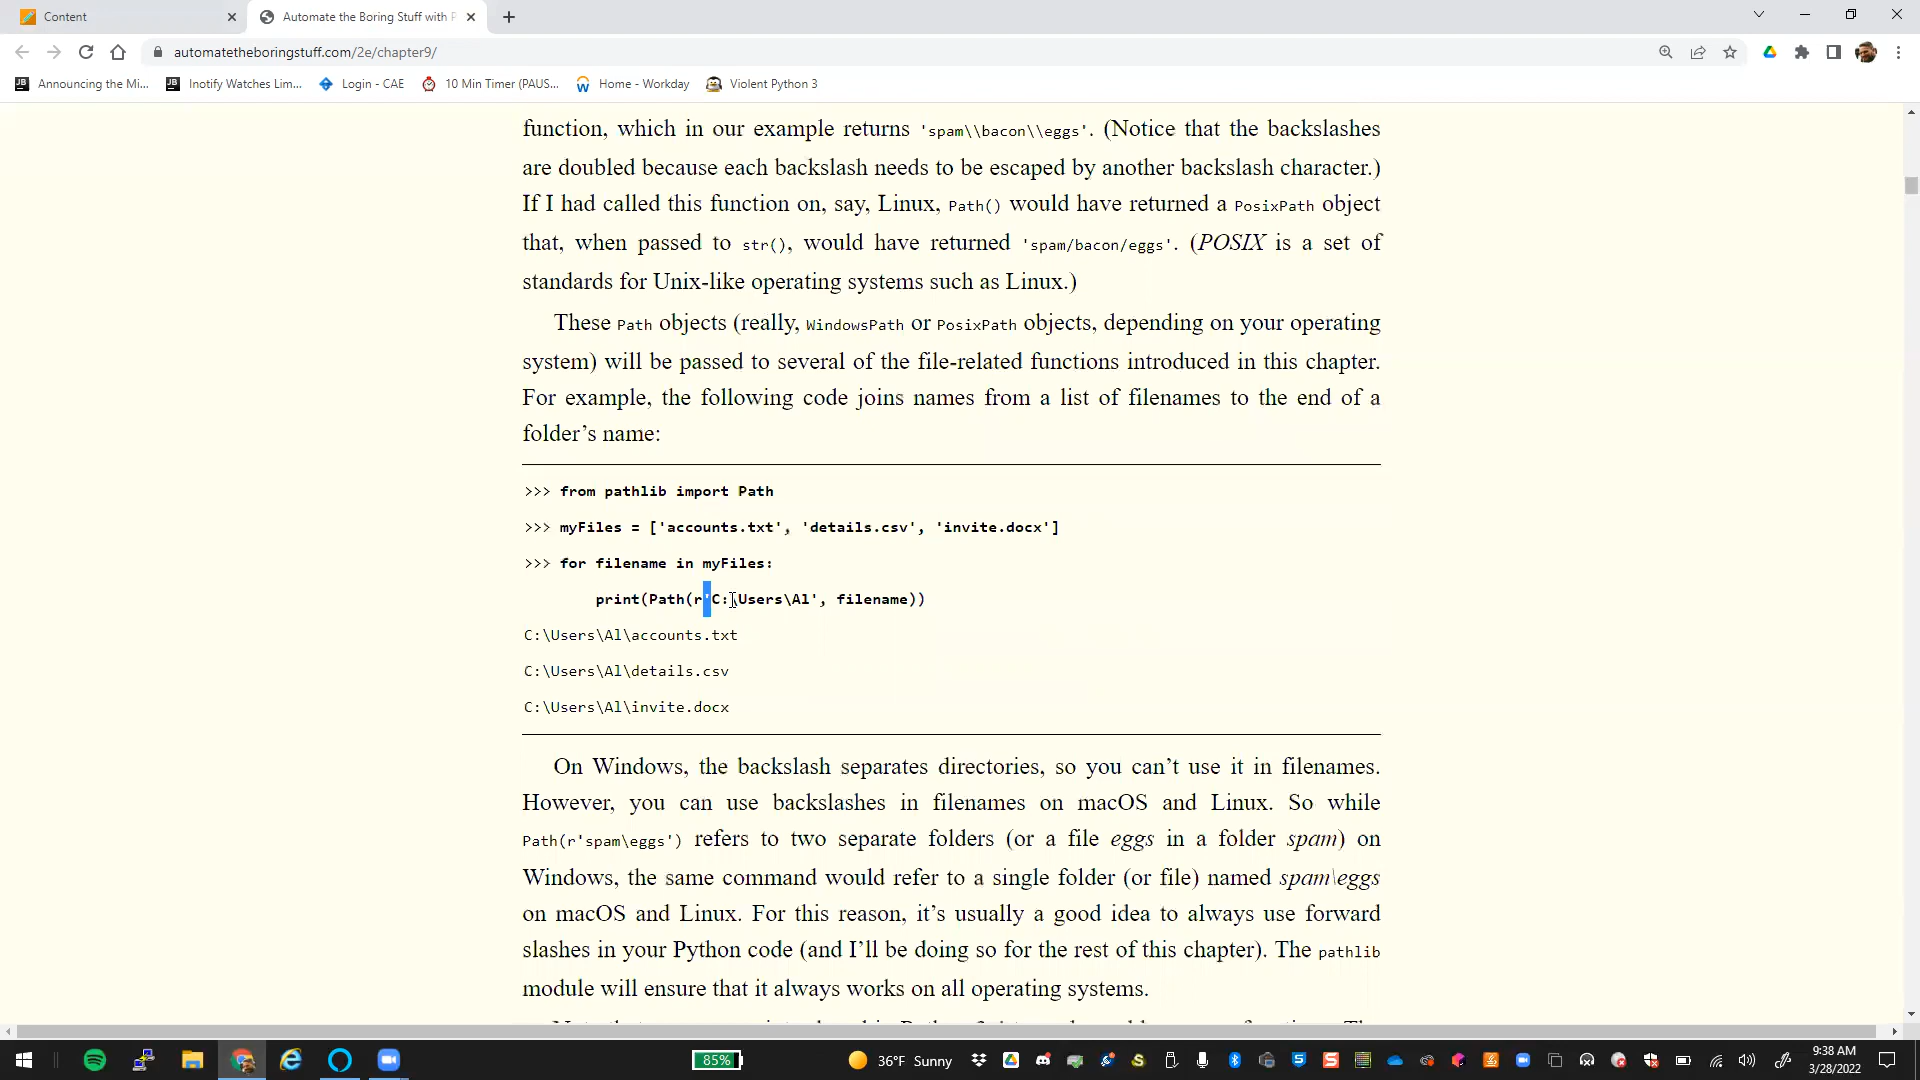 Content
Automate the Boring Stuff with P
automatetheboringstuff.com/2e/chapter9/
Announcing the Mi...
Inotify Watches Lim...
Login - CAE
10 Min Timer (PAUS...
Home - Workday
Violent Python 3
function, which in our example returns 'spam\\bacon\\eggs'. (Notice that the backslashes
are doubled because each backslash needs to be escaped by another backslash character.)
If I had called this function on, say, Linux, Path() would have returned a PosixPath object
that, when passed to str(), would have returned 'spam/bacon/eggs'. (POSIX is a set of
standards for Unix-like operating systems such as Linux.)
These Path objects (really, WindowsPath or PosixPath objects, depending on your operating
system) will be passed to several of the file-related functions introduced in this chapter.
For example, the following code joins names from a list of filenames to the end of a
folder’s name:
>>> from pathlib import Path
>>> myFiles = ['accounts.txt', 'details.csv', 'invite.docx']
>>> for filename in myFiles:
print(Path(r'C:\Users\Al', filename))
C:\Users\Al\accounts.txt
C:\Users\Al\details.csv
C:\Users\Al\invite.docx
On Windows, the backslash separates directories, so you can’t use it in filenames.
However, you can use backslashes in filenames on macOS and Linux. So while
Path(r'spam\eggs') refers to two separate folders (or a file eggs in a folder spam) on
Windows, the same command would refer to a single folder (or file) named spam\eggs
on macOS and Linux. For this reason, it’s usually a good idea to always use forward
slashes in your Python code (and I’ll be doing so for the rest of this chapter). The pathlib
module will ensure that it always works on all operating systems.
85%
36°F Sunny
9:38 AM
3/28/2022